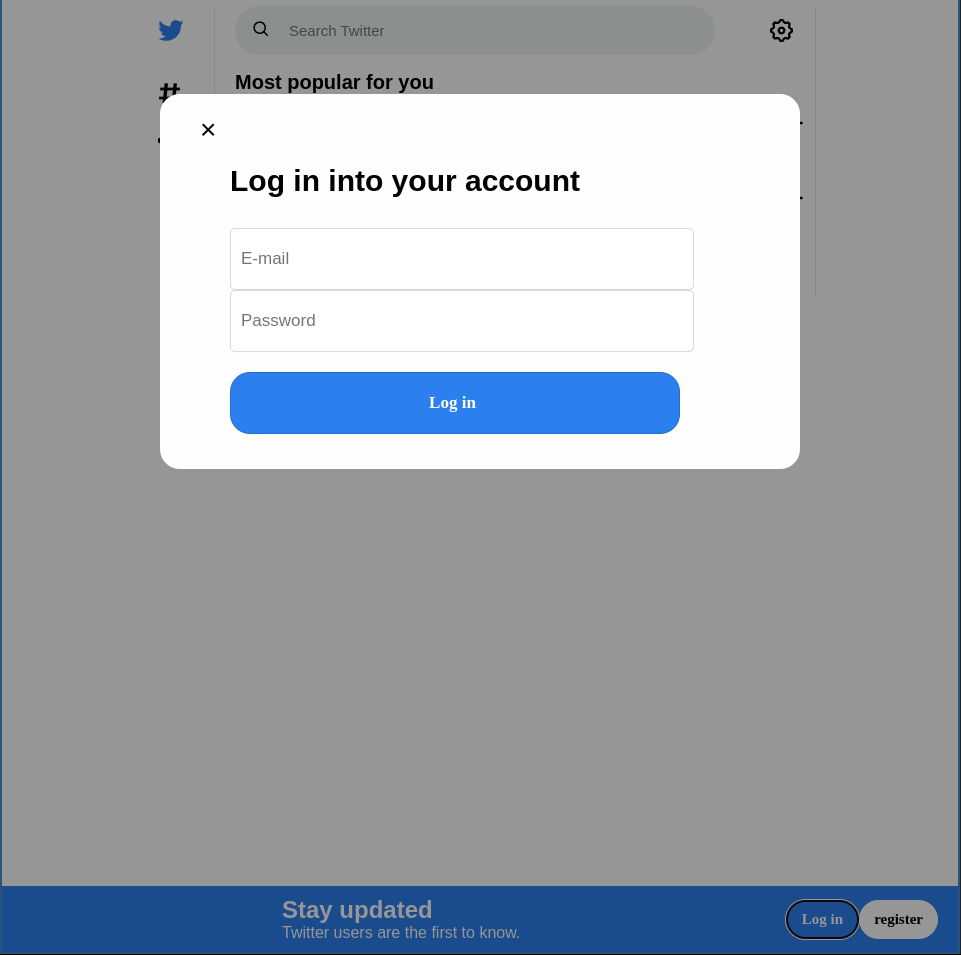 Search Twitter
Most popular for you
Log in into your account
E-mail
Password
Log in
Stay updated
Twitter users are the first to know.
Log in
register